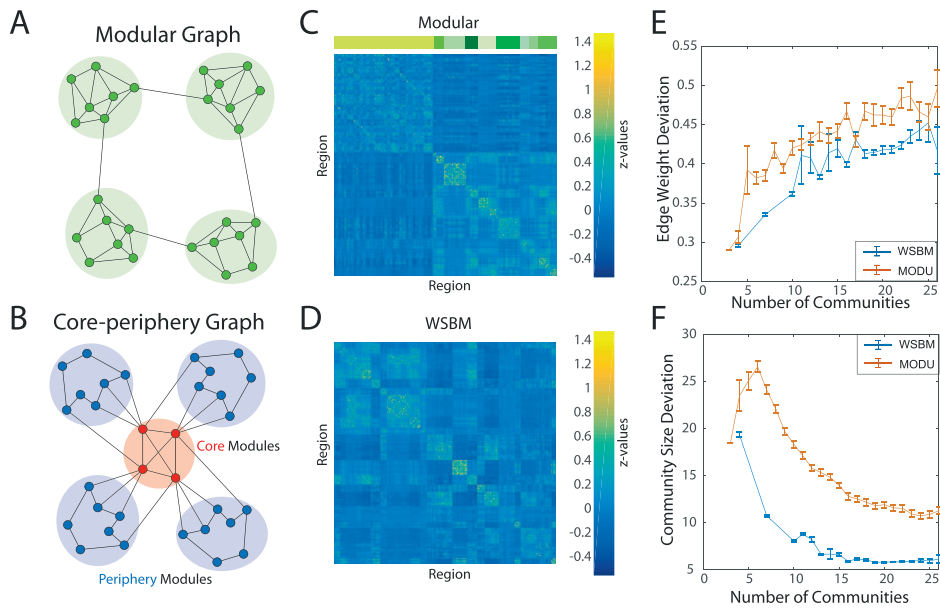 A
Modular Graph
B
Core-periphery Graph
Core Modules
Periphery Modules
C
Modular
Region
Region
1.4
1.2
1
0.8
0.6
0.4
0.2
0
-0.2
-0.4
z-values
D
WSBM
Region
Region
1.4
1.2
1
0.8
0.6
0.4
0.2
0
-0.2
-0.4
z-values
E
0.55
0.5
0.45
0.4
0.35
0.3
0.25
Edge Weight Deviation
0 5 10 15 20 25
Number of Communities
WSBM
MODU
F
30
25
20
15
10
5
Community Size Deviation
0 5 10 15 20 25
Number of Communities
WSBM
MODU